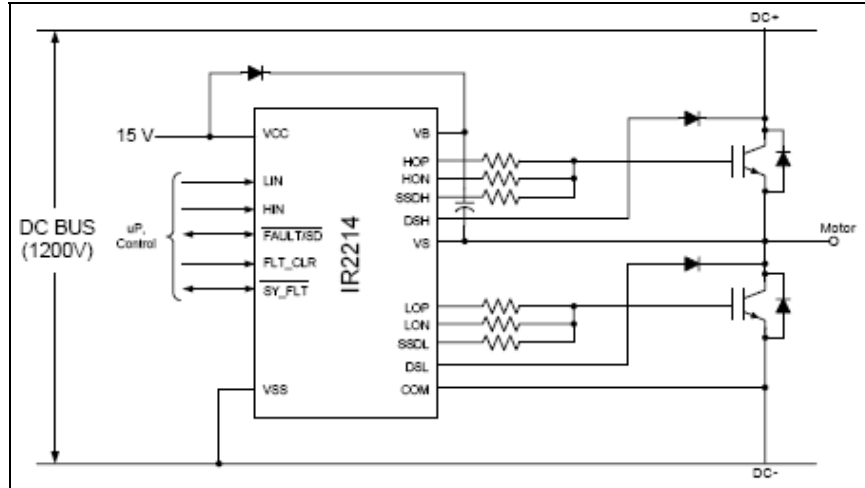 DC+
15 V
VCC
VB
HOP
LIN
HON
HIN
SSDH
DC BUS
(1200V)
uP,
Control
FAULT/SD
DSH
FLT_CLR
VS
Motor
SY_FLT
IR2214
LOP
LON
SSDL
DSL
VSS
COM
DC-